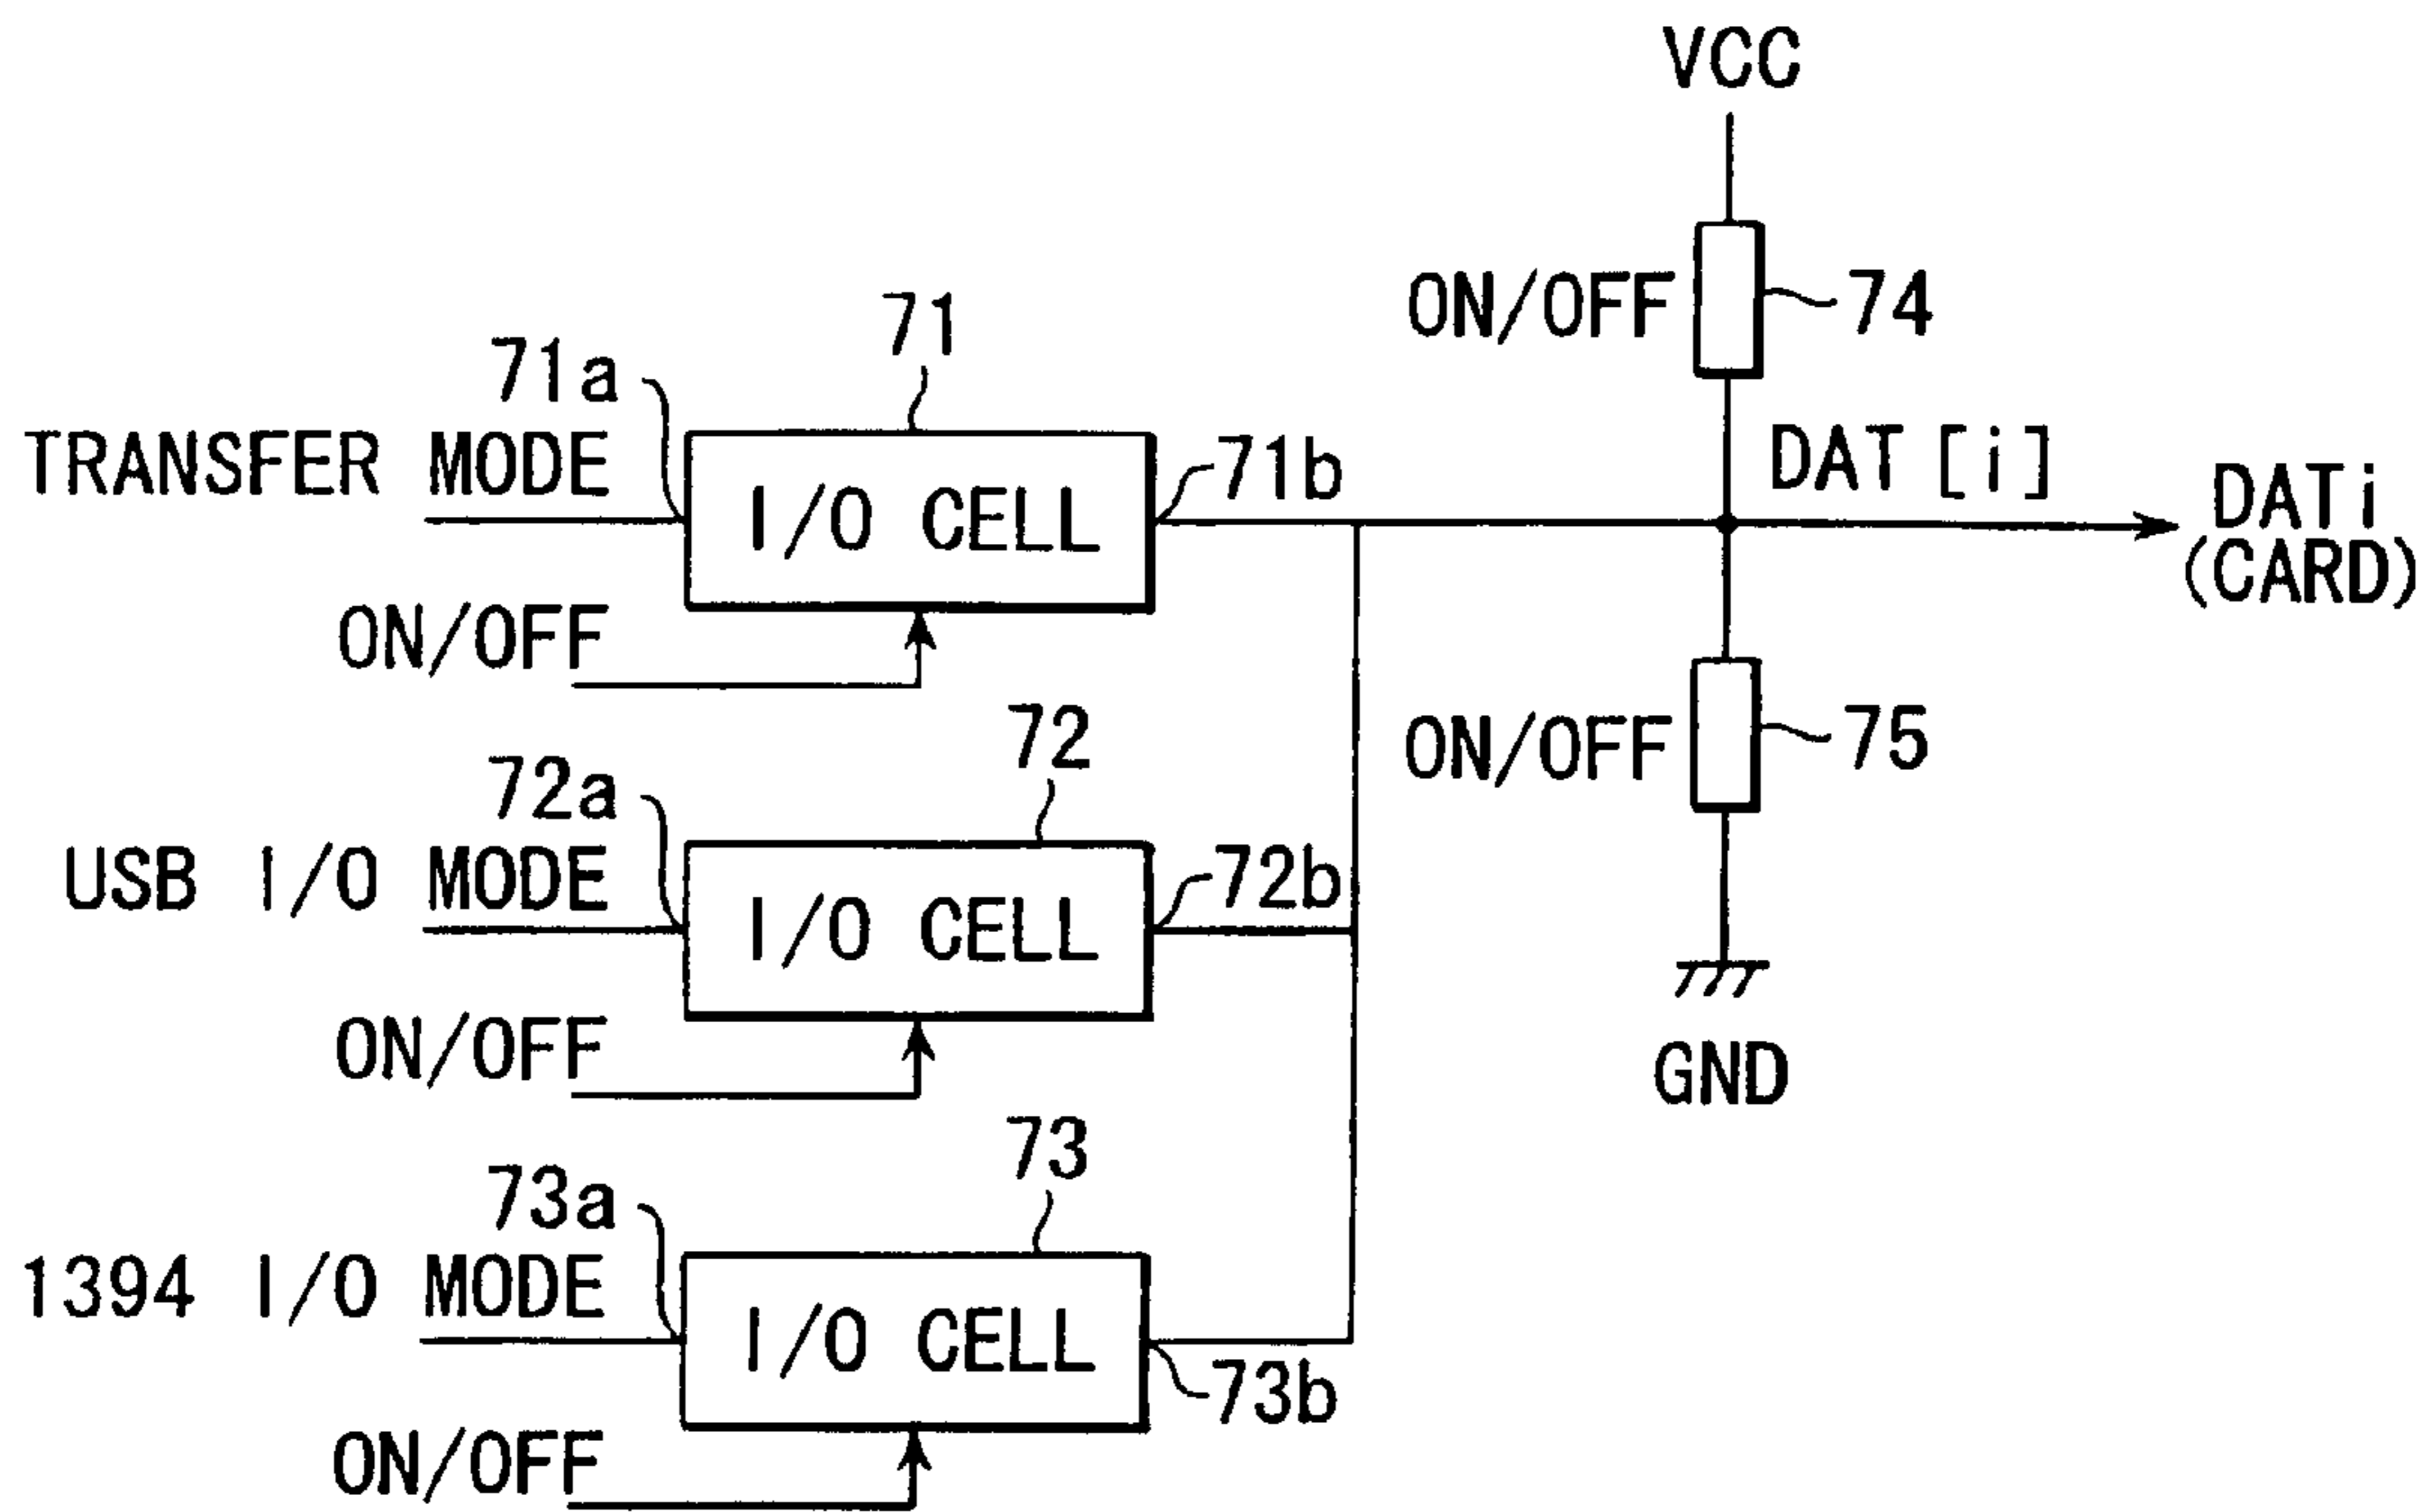 VCC
ON/OFF
74
71
71a
TRANSFER MODE
I/O CELL
71b
DAT [i]
DATi
(CARD)
ON/OFF
72
ON/OFF
75
72a
USB I/O MODE
I/O CELL
72b
ON/OFF
GND
73
73a
1394 I/O MODE
I/O CELL
73b
ON/OFF